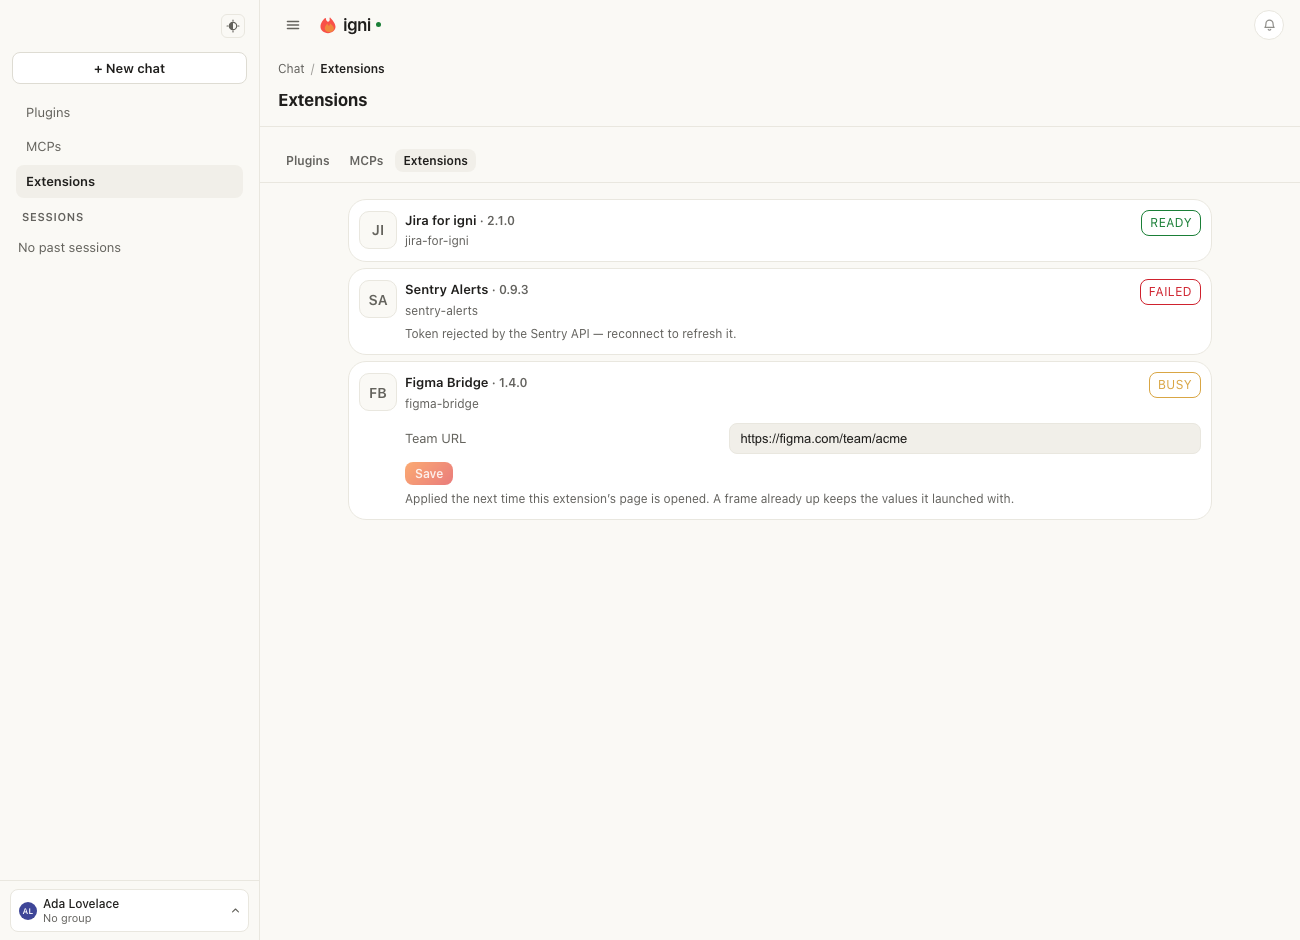 + New chat
Plugins
MCPs
Extensions
SESSIONS
No past sessions
AL
Ada Lovelace
No group
igni
Chat / Extensions
Extensions
Plugins MCPs Extensions
JI
Jira for igni · 2.1.0
jira-for-igni
READY
SA
Sentry Alerts · 0.9.3
sentry-alerts
Token rejected by the Sentry API — reconnect to refresh it.
FAILED
FB
Figma Bridge · 1.4.0
figma-bridge
BUSY
Team URL
https://figma.com/team/acme
Save
Applied the next time this extension's page is opened. A frame already up keeps the values it launched with.